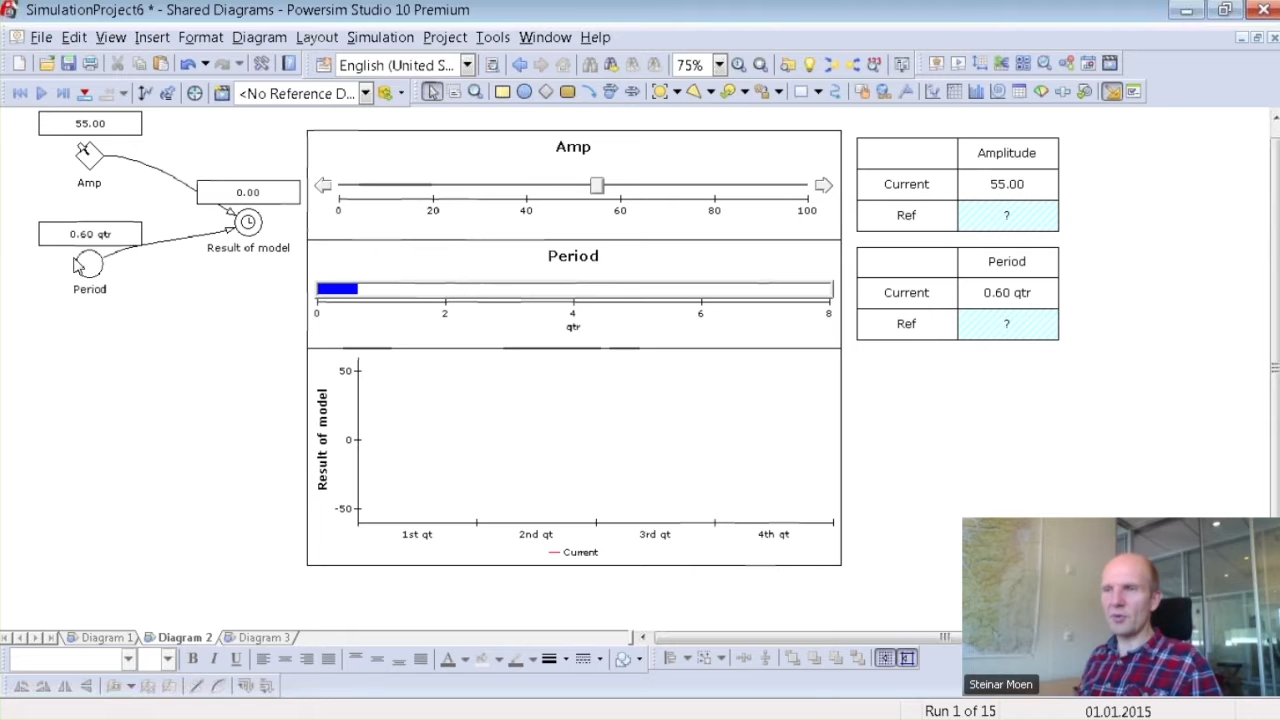 SimulationProject6 * - Shared Diagrams - Powersim Studio 10 Premium
File Edit View Insert Format Diagram Layout Simulation Project Tools Window Help
English (United S...
75%
<No Reference D...
55.00
Amp
0.60 qtr
Period
0.00
Result of model
Amp
0 20 40 60 80 100
Period
0 2 4 6 8
qtr
Result of model
50
0
-50
1st qt 2nd qt 3rd qt 4th qt
Current
Amplitude
Current 55.00
Ref ?
Period
Current 0.60 qtr
Ref ?
Steinar Moen
Diagram 1 Diagram 2 Diagram 3
B I U
Run 1 of 15 01.01.2015